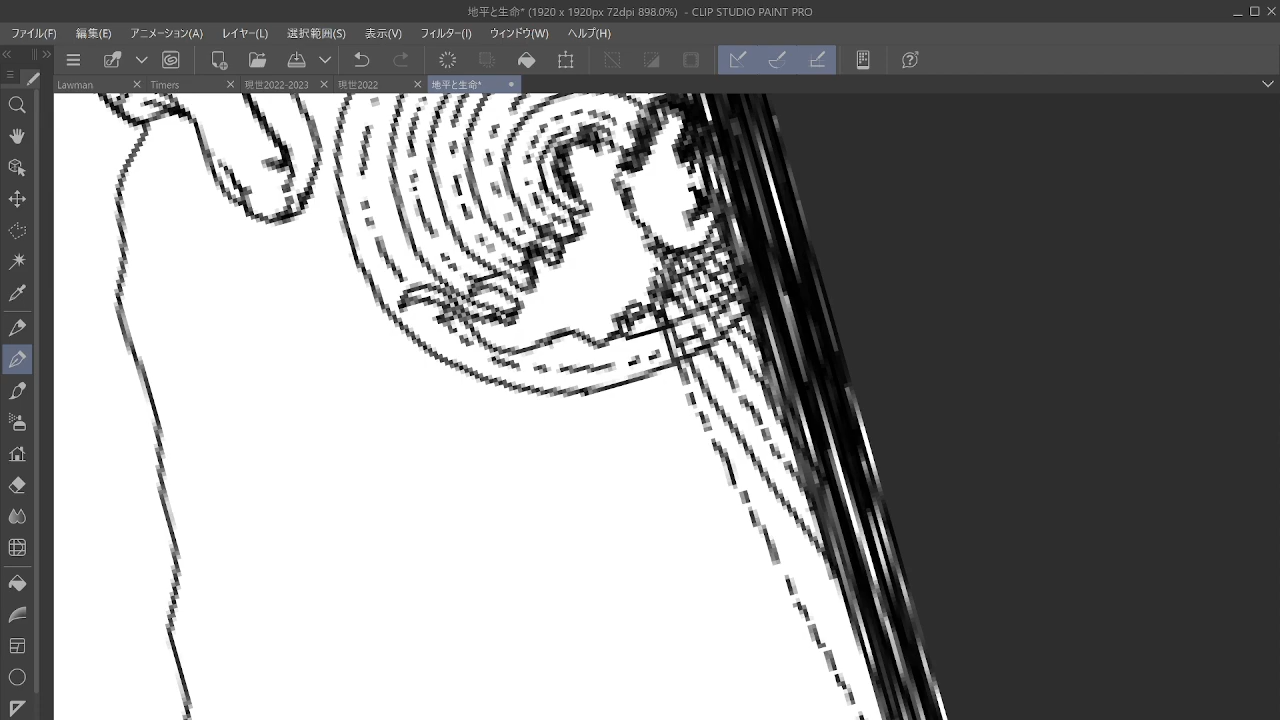 地平と生命* (1920 x 1920px 72dpi 898.0%)  - CLIP STUDIO PAINT PRO
ファイル(F) 編集(E) アニメーション(A) レイヤー(L) 選択範囲(S) 表示(V) フィルター(I) ウィンドウ(W) ヘルプ(H)
Lawman Timers 現世2022-2023 現世2022 地平と生命*